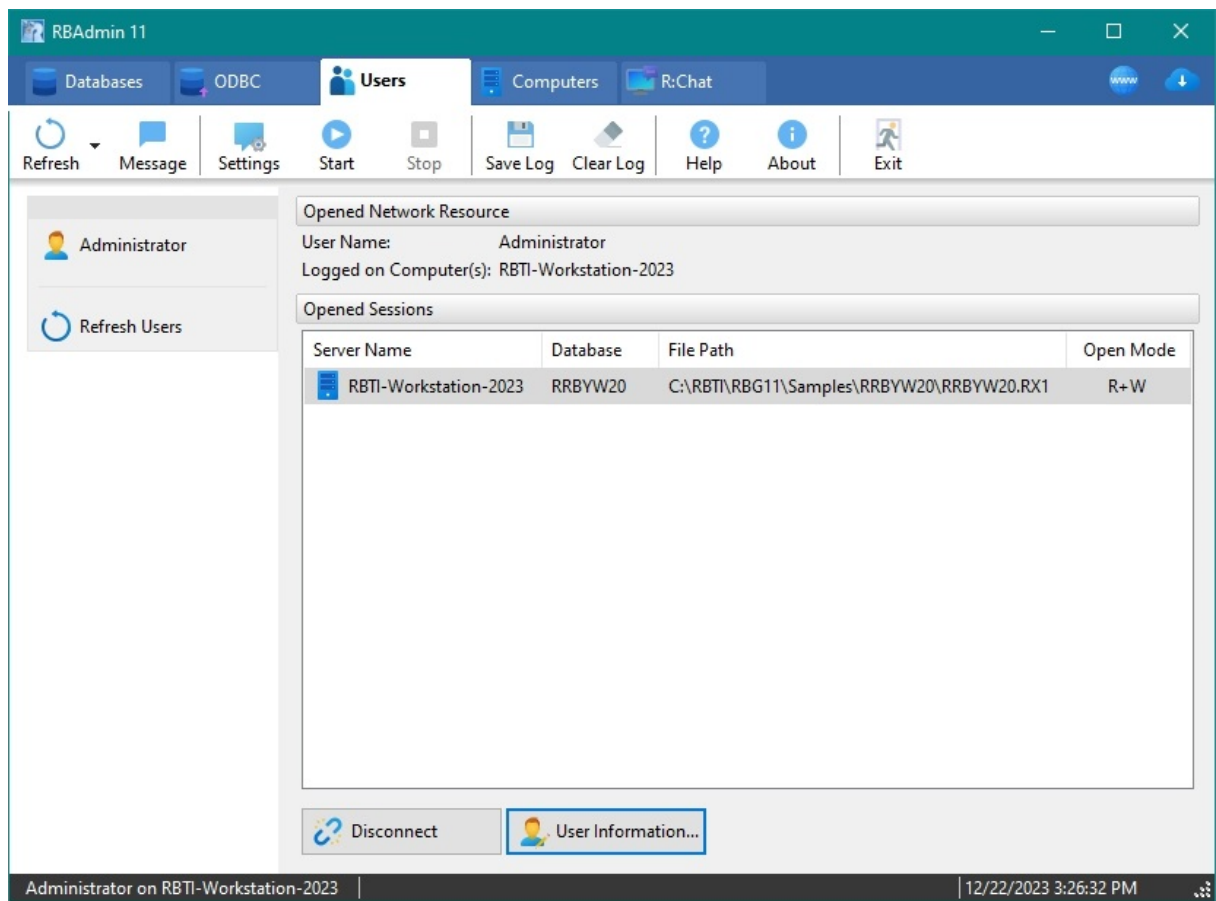 RBAdmin 11
Databases ODBC Users Computers R:Chat www
Refresh Message Settings Start Stop Save Log Clear Log Help About Exit
Administrator
Refresh Users
Opened Network Resource
User Name: Administrator
Logged on Computer(s): RBTI-Workstation-2023
Opened Sessions
Server Name Database File Path Open Mode
RBTI-Workstation-2023 RRBYW20 C:\RBTI\RBG11\Samples\RRBYW20\RRBYW20.RX1 R+W
Disconnect User Information...
Administrator on RBTI-Workstation-2023 12/22/2023 3:26:32 PM